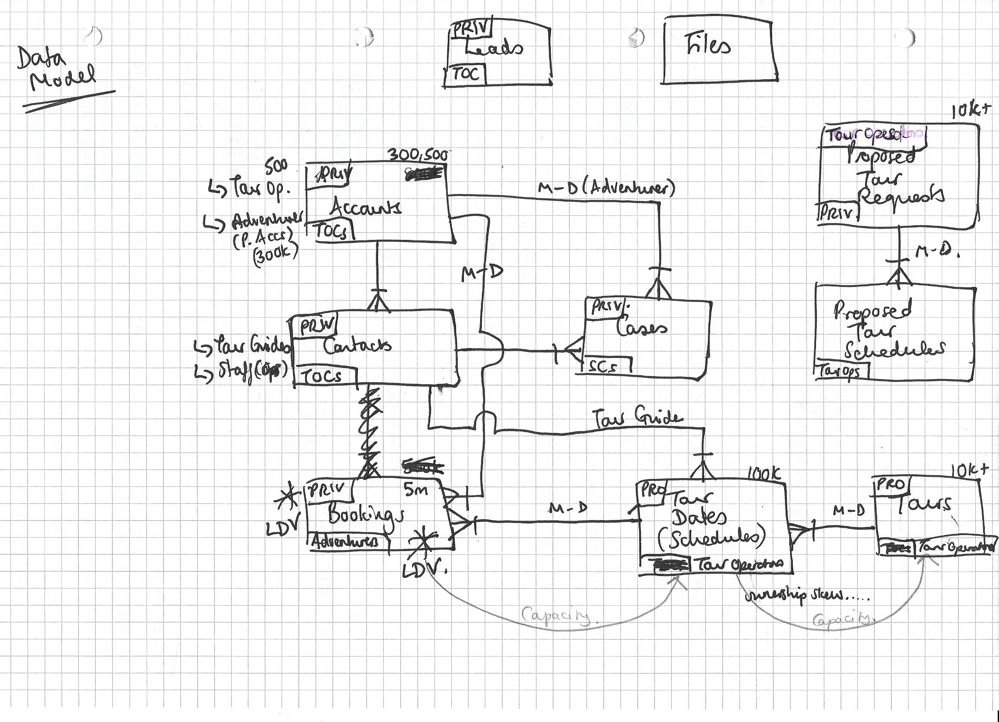 Data
Model
PRIV
Leads
TOC
Files
10k+
Proposed
Tour
Requests
PRIV
M-D.
Proposed
Tour
Schedules
Tour Ops
500
↳ Tour Op.
↳ Adventurer
(P. Accs)
(300k)
300,500
PRIV
Accounts
TOCs
M-D (Adventurer)
M-D
↳ Tour Guides
↳ Staff (Ops)
PRIV
Contacts
TOCs
PRIV.
Cases
SCs
Tour Guide
LDV
PRIV
5m
Bookings
Adventurers
LDV.
M-D
100K
PRO
Tour
Dates
(Schedules)
Tour Operators
M-D
10k+
PRO
Tours
Tour Operator
ownership skew.....
Capacity.
Capacity.